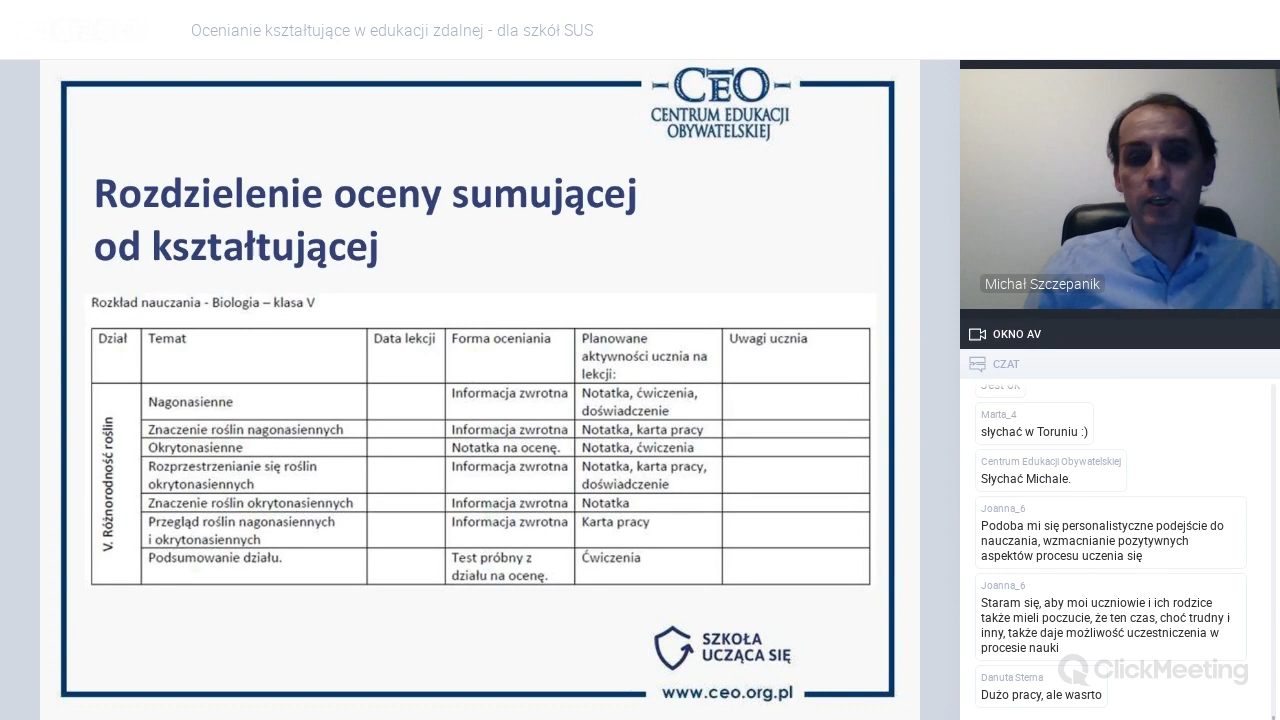 Ocenianie kształtujące w edukacji zdalnej - dla szkół SUS
CEO
CENTRUM EDUKACJI
OBYWATELSKIEJ
Rozdzielenie oceny sumującej
od kształtującej
Rozkład nauczania - Biologia – klasa V
Dział
Temat
Data lekcji
Forma oceniania
Planowane
aktywności ucznia na
lekcji:
Uwagi ucznia
V. Różnorodność roślin
Nagonasienne
Informacja zwrotna
Notatka, ćwiczenia,
doświadczenie
Znaczenie roślin nagonasiennych
Informacja zwrotna
Notatka, karta pracy
Okrytonasienne
Notatka na ocenę.
Notatka, ćwiczenia
Rozprzestrzenianie się roślin
okrytonasiennych
Informacja zwrotna
Notatka, karta pracy,
doświadczenie
Znaczenie roślin okrytonasiennych
Informacja zwrotna
Notatka
Przegląd roślin nagonasiennych
i okrytonasiennych
Informacja zwrotna
Karta pracy
Podsumowanie działu.
Test próbny z
działu na ocenę.
Ćwiczenia
SZKOŁA
UCZĄCA SIĘ
www.ceo.org.pl
Michał Szczepanik
OKNO AV
CZAT
Jest ok
Marta_4
słychać w Toruniu :)
Centrum Edukacji Obywatelskiej
Słychać Michale.
Joanna_6
Podoba mi się personalistyczne podejście do
nauczania, wzmacnianie pozytywnych
aspektów procesu uczenia się
Joanna_6
Staram się, aby moi uczniowie i ich rodzice
także mieli poczucie, że ten czas, choć trudny i
inny, także daje możliwość uczestniczenia w
procesie nauki
Danuta Sterna
Dużo pracy, ale wasrto
ClickMeeting